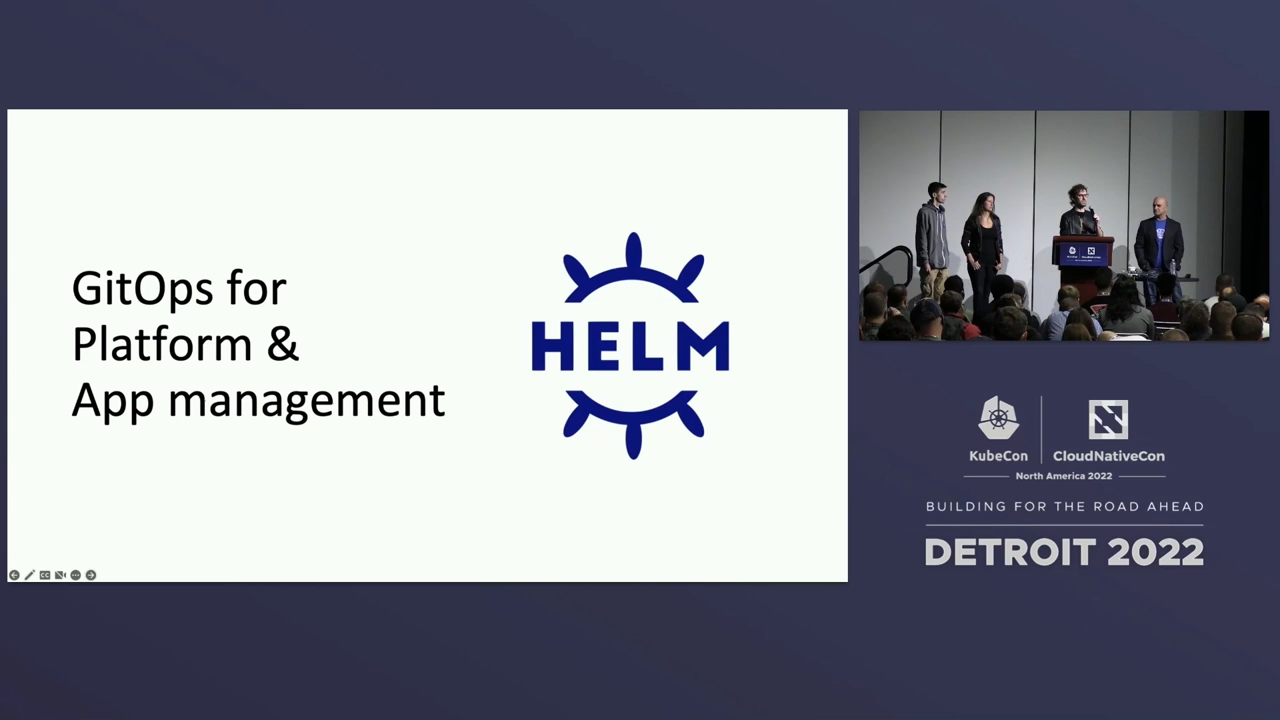 GitOps for
Platform &
App management
HELM
KubeCon
CloudNativeCon
North America 2022
BUILDING FOR THE ROAD AHEAD
DETROIT 2022